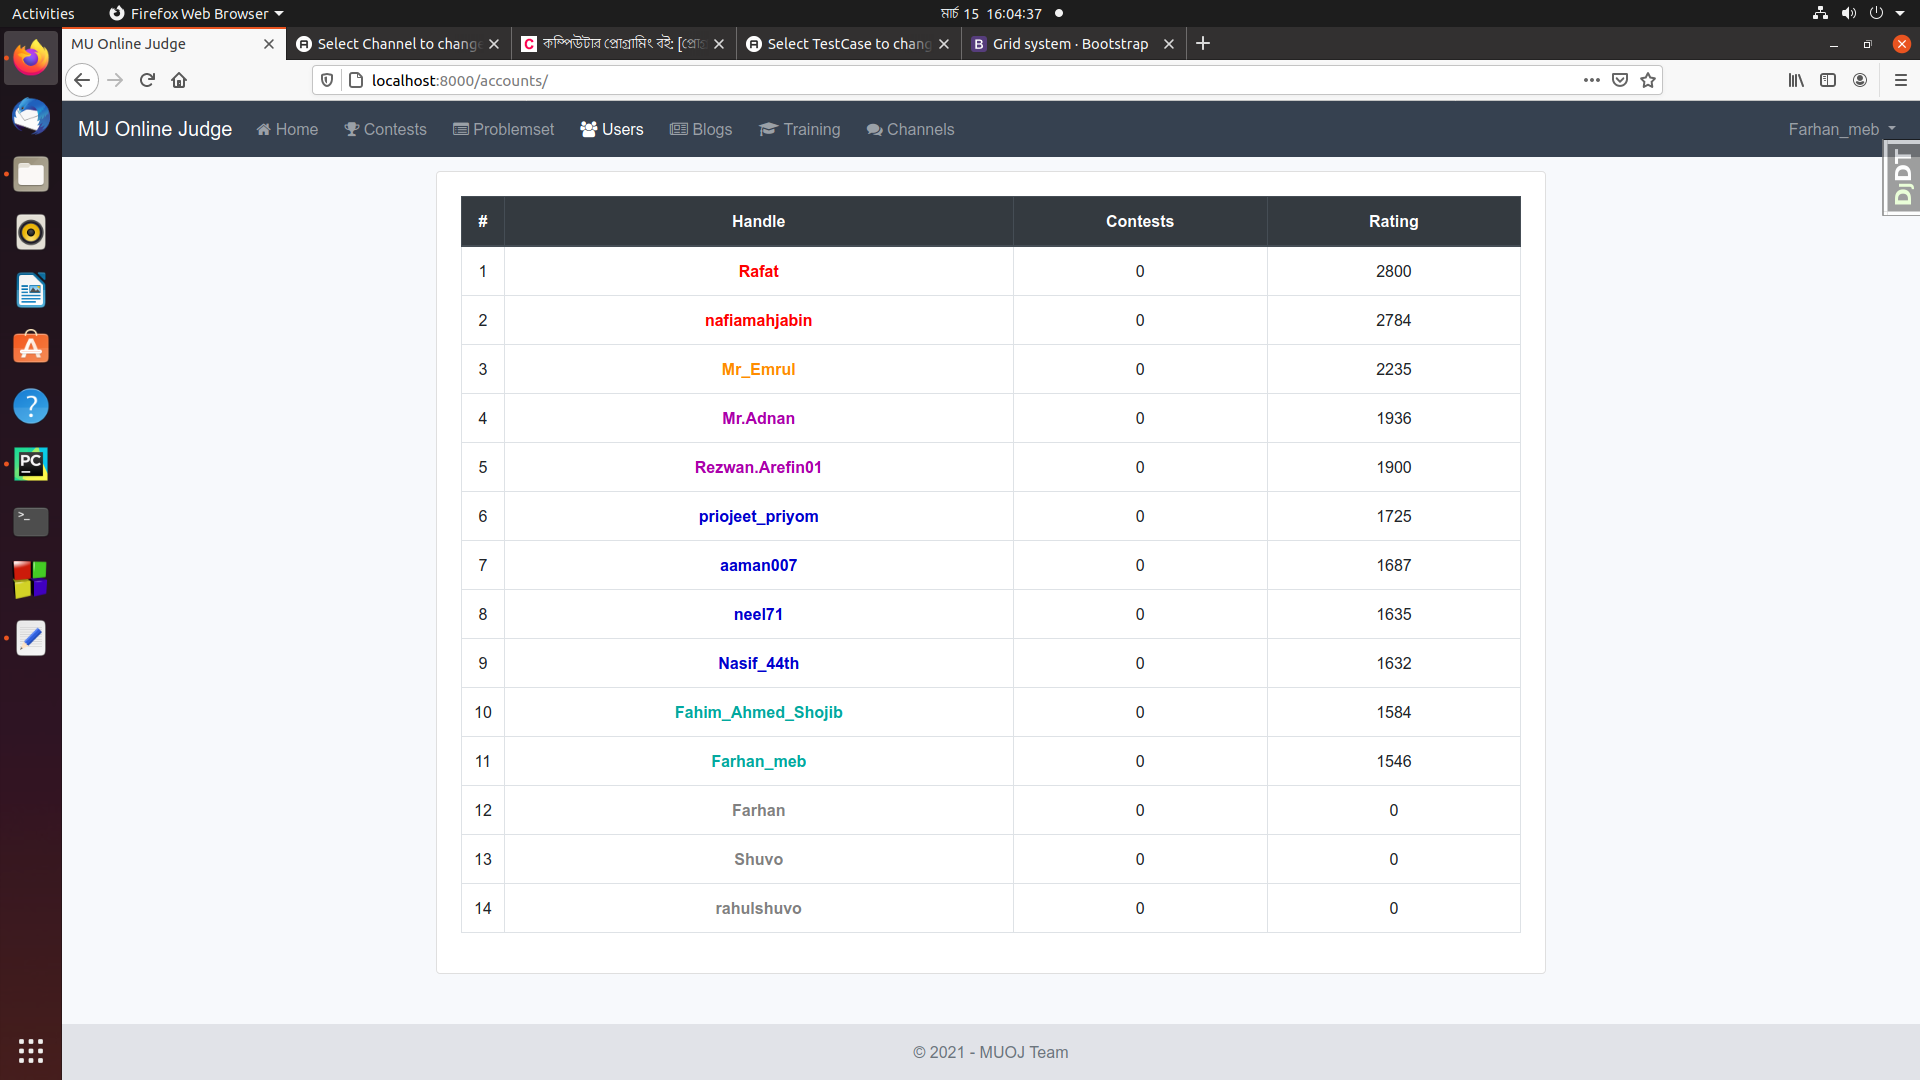 Activities Firefox Web Browser মার্চ 15 16:04:37
MU Online Judge Select Channel to change কম্পিউটার প্রোগ্রামিং বই: [প্রো Select TestCase to chang Grid system · Bootstrap
localhost:8000/accounts/
MU Online Judge Home Contests Problemset Users Blogs Training Channels Farhan_meb
DjDT
# Handle Contests Rating
1 Rafat 0 2800
2 nafiamahjabin 0 2784
3 Mr_Emrul 0 2235
4 Mr.Adnan 0 1936
5 Rezwan.Arefin01 0 1900
6 priojeet_priyom 0 1725
7 aaman007 0 1687
8 neel71 0 1635
9 Nasif_44th 0 1632
10 Fahim_Ahmed_Shojib 0 1584
11 Farhan_meb 0 1546
12 Farhan 0 0
13 Shuvo 0 0
14 rahulshuvo 0 0
© 2021 - MUOJ Team